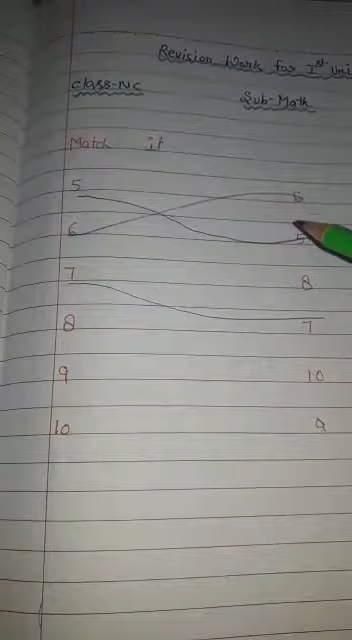 Revision Work for Ist Uni
Class-NC
Sub-Math
Match it
5 6
6 5
7 8
8 7
9 10
10 9